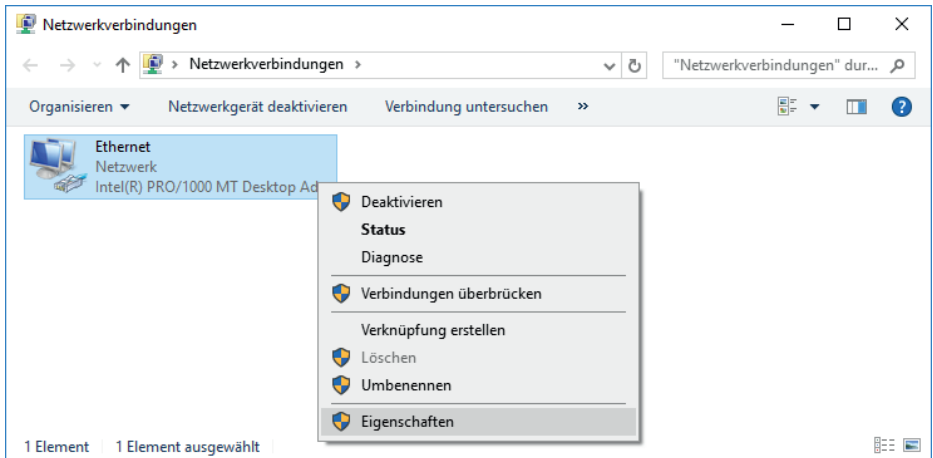 Netzwerkverbindungen
Netzwerkverbindungen
"Netzwerkverbindungen" dur...
Organisieren
Netzwerkgerät deaktivieren
Verbindung untersuchen
»
Ethernet
Netzwerk
Intel(R) PRO/1000 MT Desktop Ad
Deaktivieren
Status
Diagnose
Verbindungen überbrücken
Verknüpfung erstellen
Löschen
Umbenennen
Eigenschaften
1 Element
1 Element ausgewählt